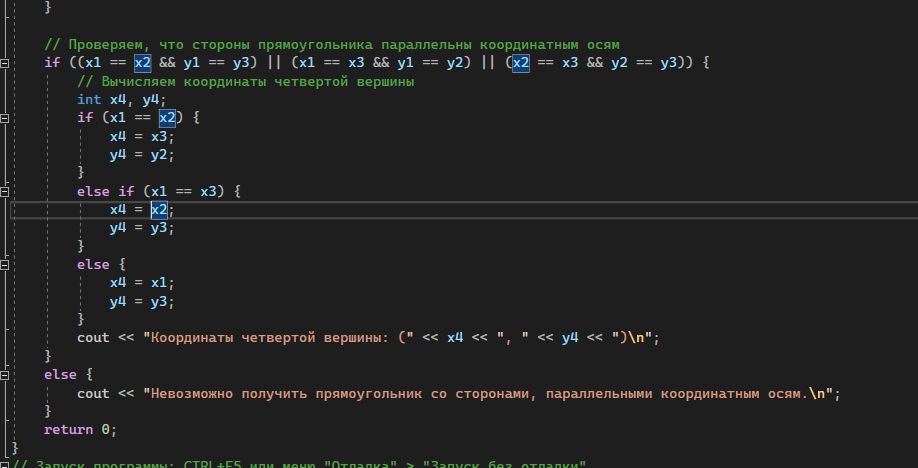 }
// Проверяем, что стороны прямоугольника параллельны координатным осям
if ((x1 == x2 && y1 == y3) || (x1 == x3 && y1 == y2) || (x2 == x3 && y2 == y3)) {
// Вычисляем координаты четвертой вершины
int x4, y4;
if (x1 == x2) {
x4 = x3;
y4 = y2;
}
else if (x1 == x3) {
x4 = x2;
y4 = y3;
}
else {
x4 = x1;
y4 = y3;
}
cout << "Координаты четвертой вершины: (" << x4 << ", " << y4 << ")\n";
}
else {
cout << "Невозможно получить прямоугольник со сторонами, параллельными координатным осям.\n";
}
return 0;
}
// Запуск программы: CTRL+F5 или меню "Отладка" > "Запуск без отладки"